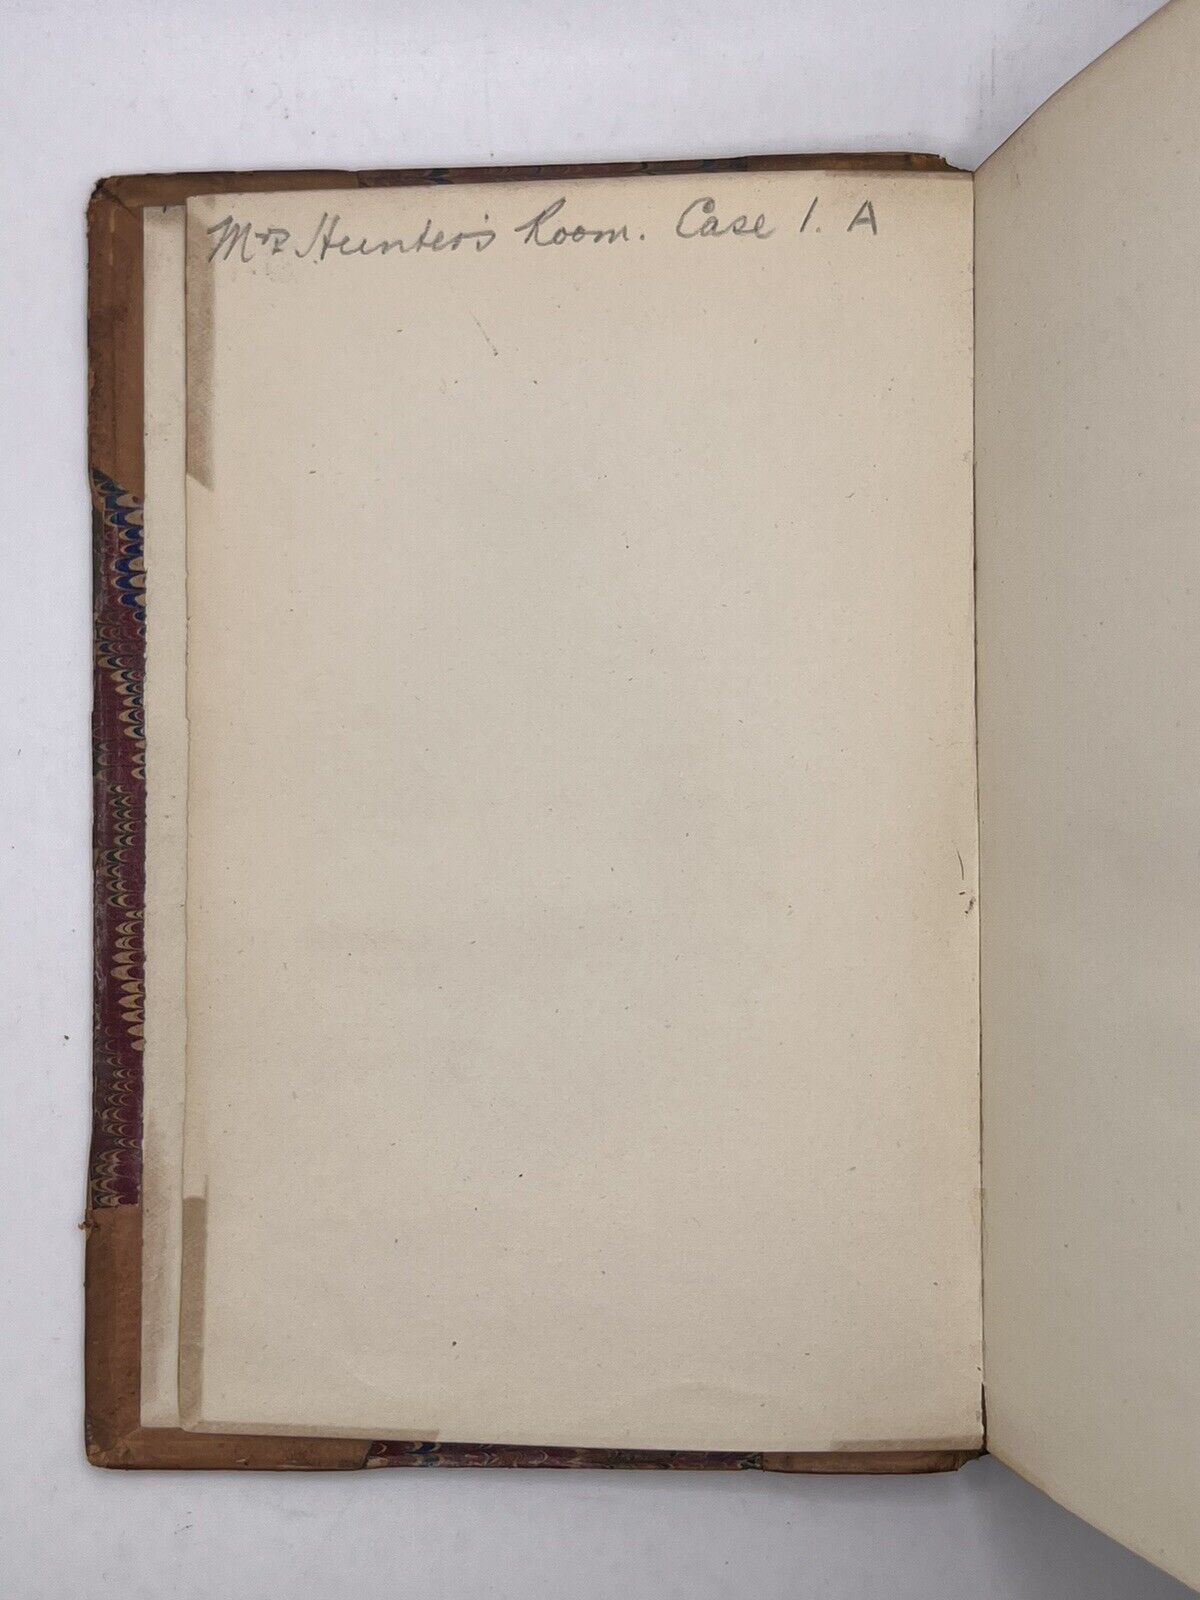 Mrs Hunter's Room. Case 1. A